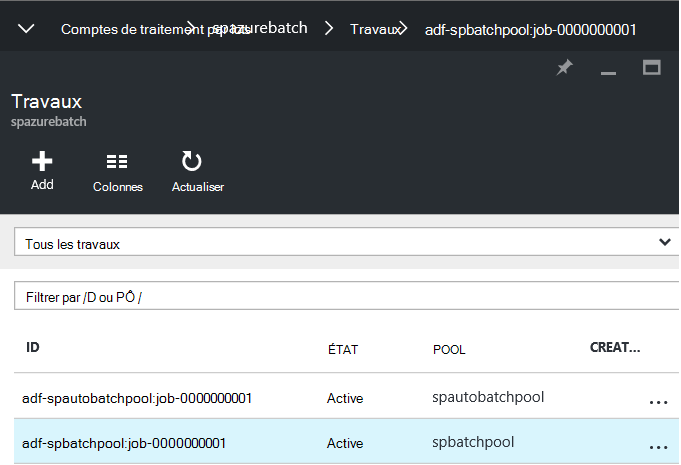 Comptes de traitement par lots spazurebatch Travaux adf-spbatchpool:job-0000000001
Travaux
spazurebatch
Add Colonnes Actualiser
Tous les travaux
Filtrer par /D ou PÔ /
ID ÉTAT POOL CREAT...
adf-spautobatchpool:job-0000000001 Active spautobatchpool ...
adf-spbatchpool:job-0000000001 Active spbatchpool ...